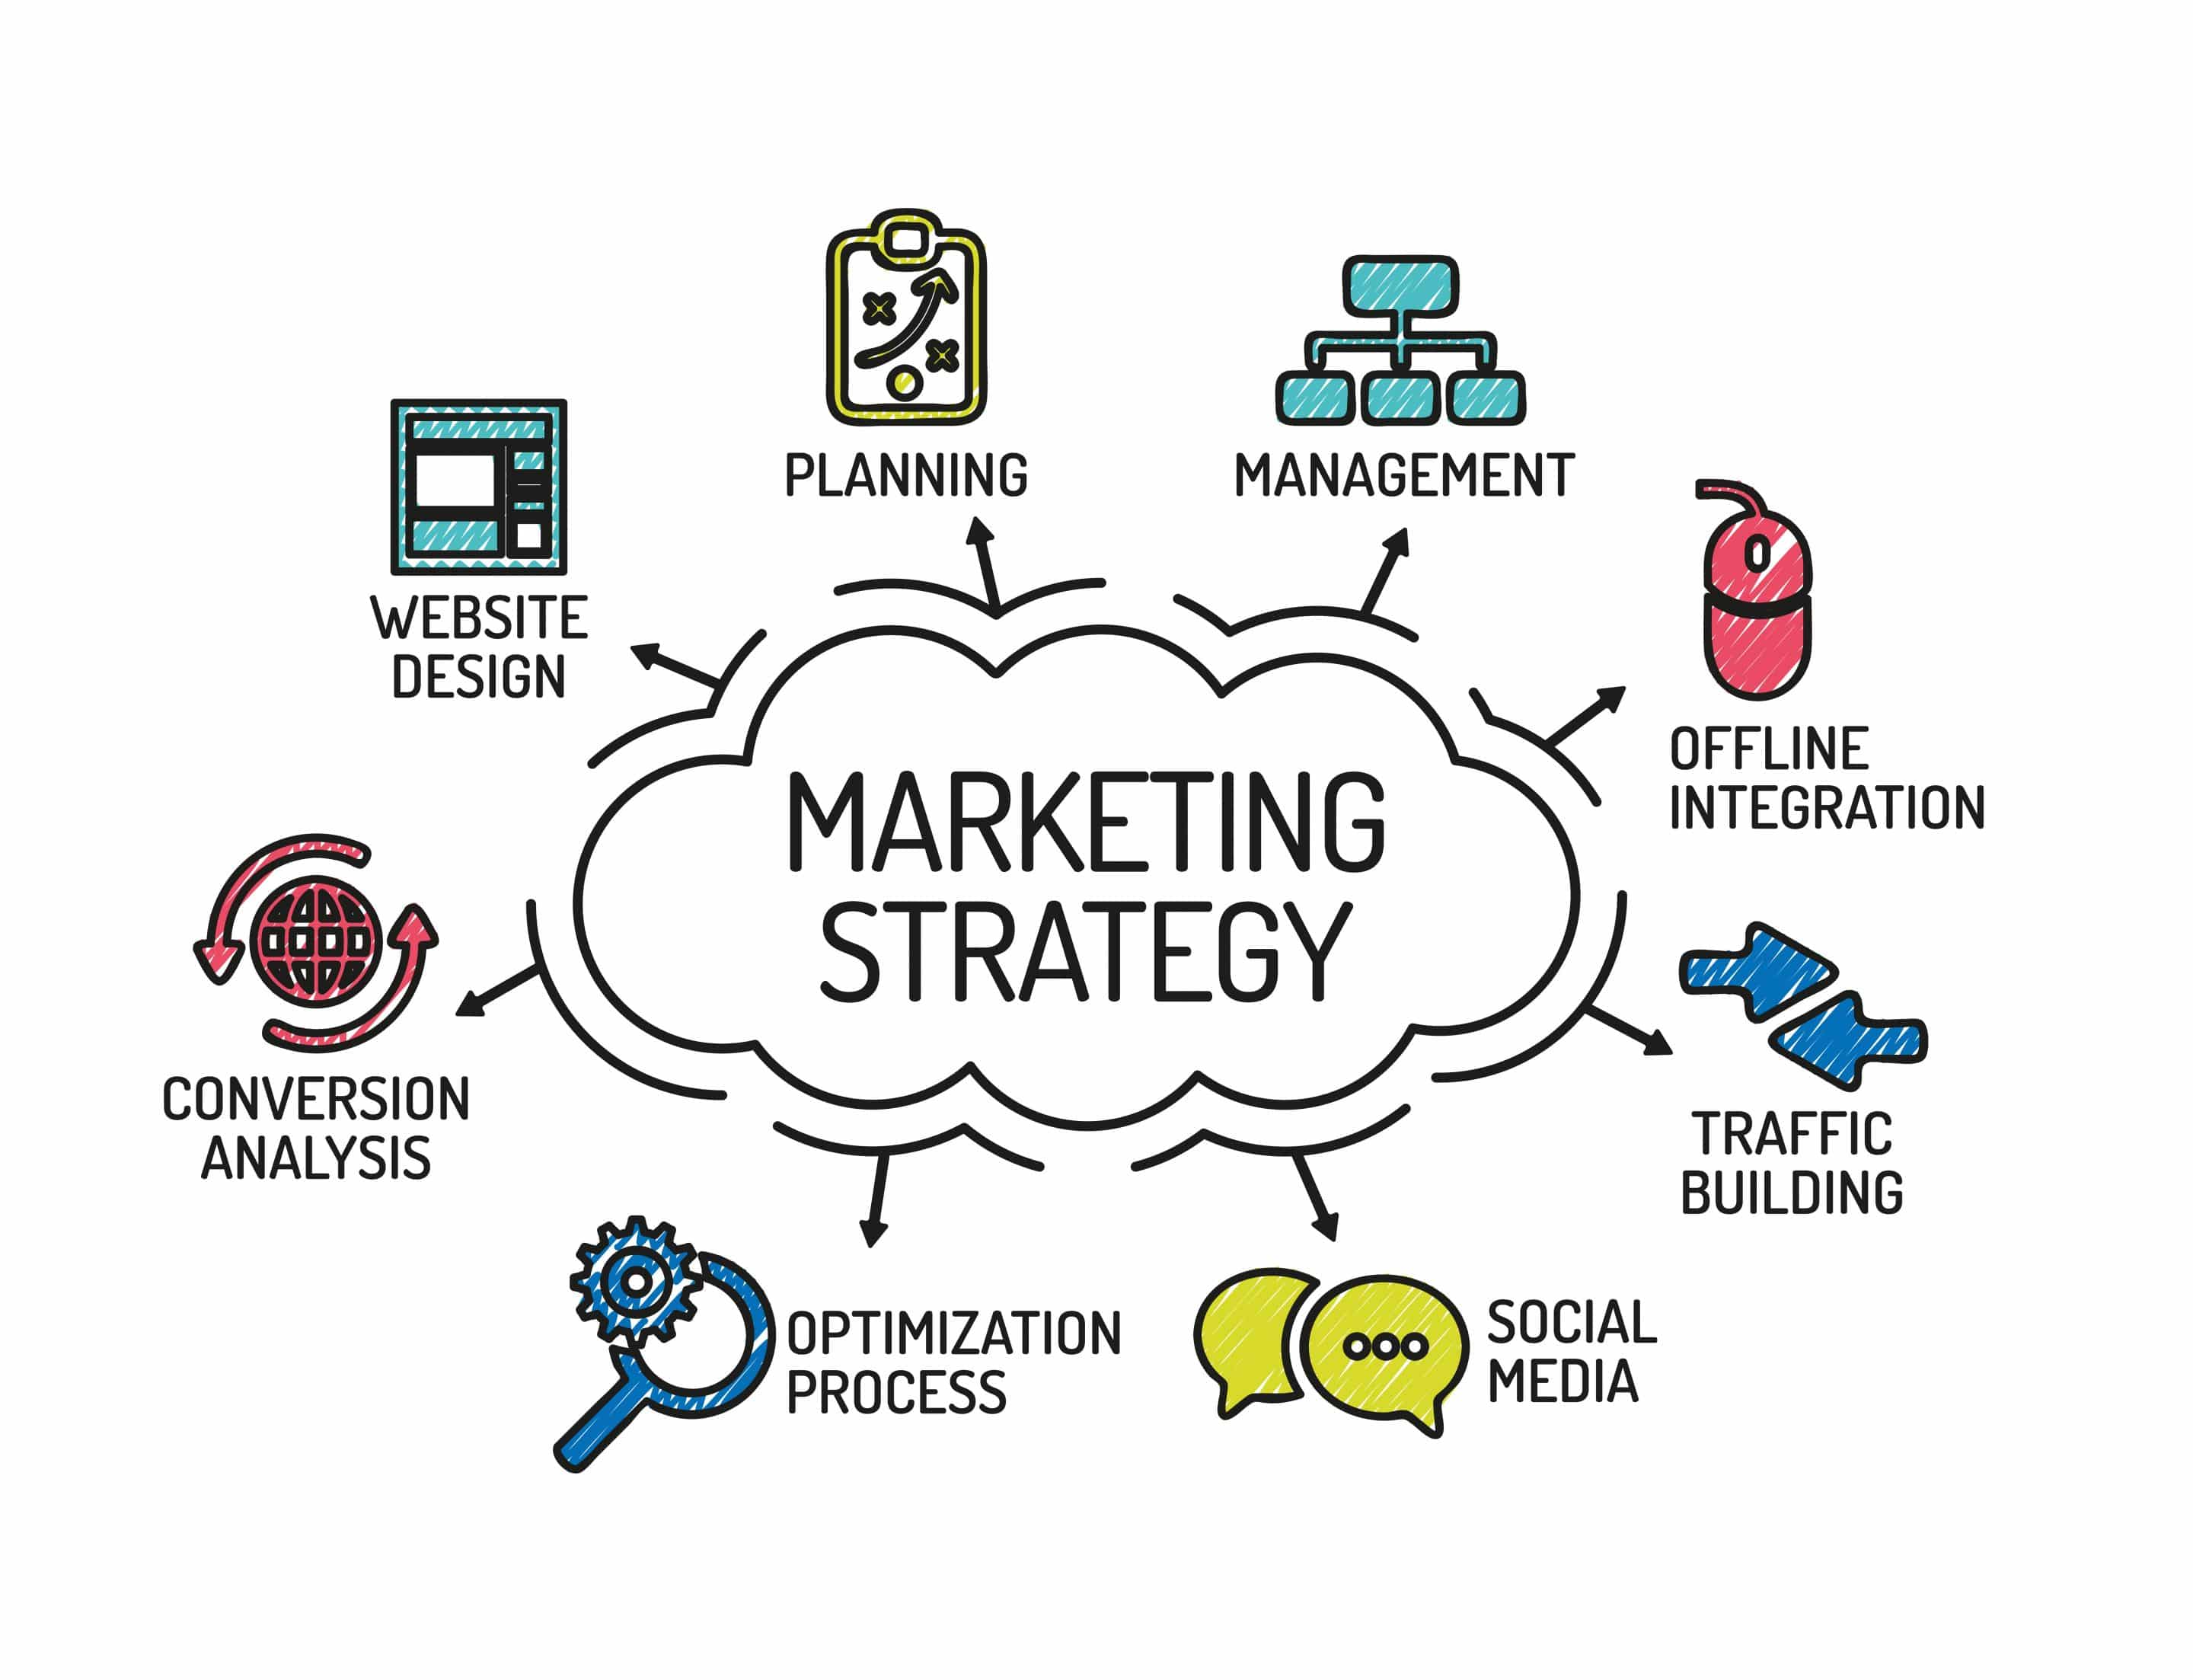 PLANNING
MANAGEMENT
WEBSITE
DESIGN
OFFLINE
INTEGRATION
MARKETING
STRATEGY
CONVERSION
ANALYSIS
TRAFFIC
BUILDING
OPTIMIZATION
PROCESS
SOCIAL
MEDIA